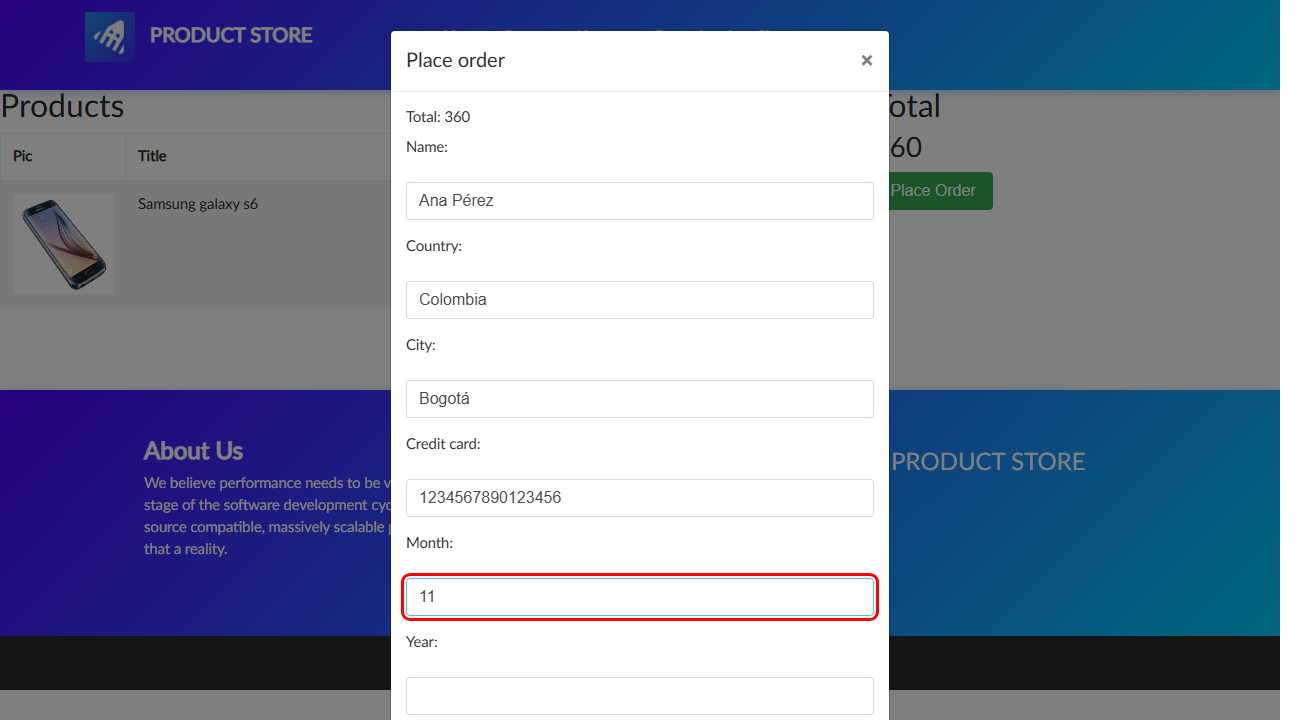 PRODUCT STORE
Place order
×
Total: 360
Name:
Ana Pérez
Country:
Colombia
City:
Bogotá
Credit card:
1234567890123456
Month:
11
Year:
Products
Pic Title
Samsung galaxy s6
otal
60
Place Order
About Us
We believe performance needs to be v
stage of the software development cyc
source compatible, massively scalable
that a reality.
PRODUCT STORE